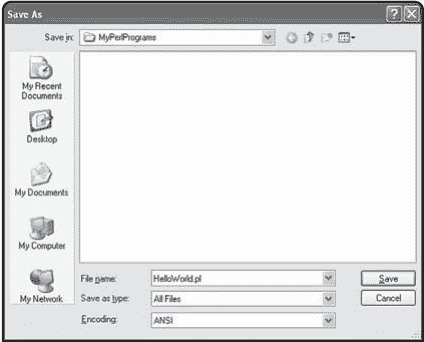 Save As
Save in: MyPerlPrograms
My Recent
Documents
Desktop
My Documents
My Computer
My Network
File name: HelloWorld.pl Save
Save as type: All Files Cancel
Encoding: ANSI